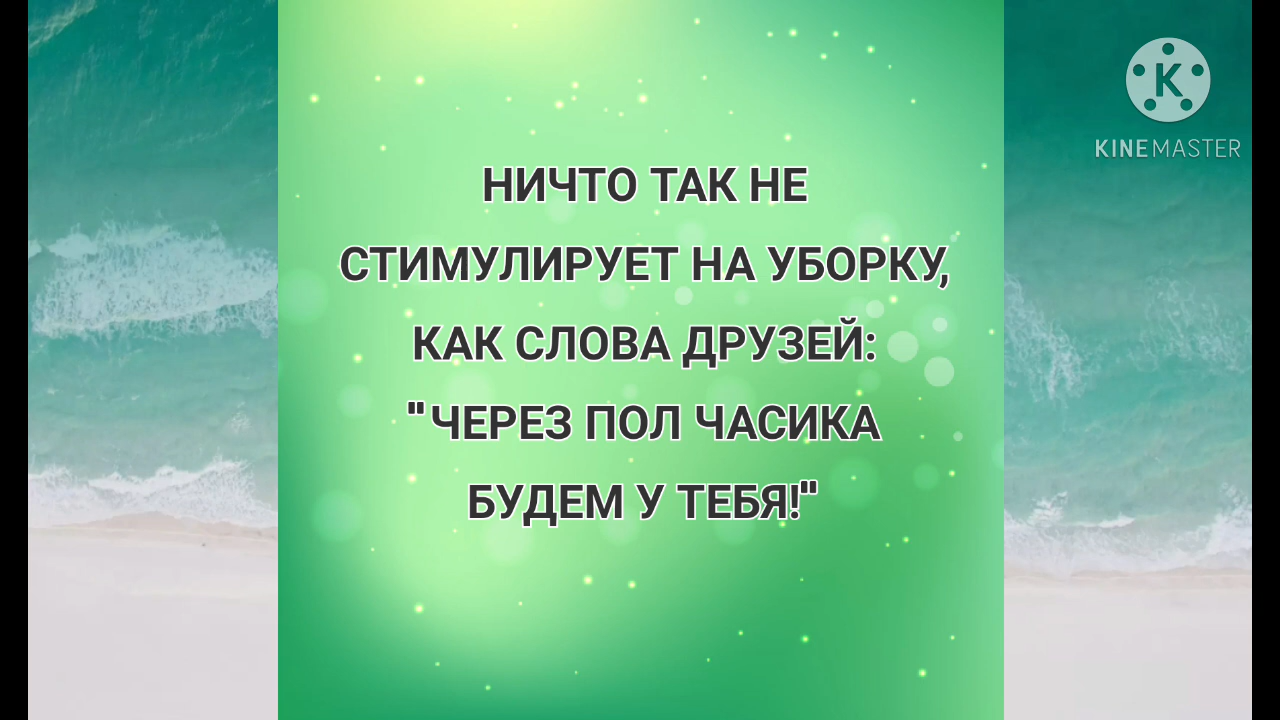 НИЧТО ТАК НЕ
СТИМУЛИРУЕТ НА УБОРКУ,
КАК СЛОВА ДРУЗЕЙ:
"ЧЕРЕЗ ПОЛ ЧАСИКА
БУДЕМ У ТЕБЯ!"
K
KINEMASTER